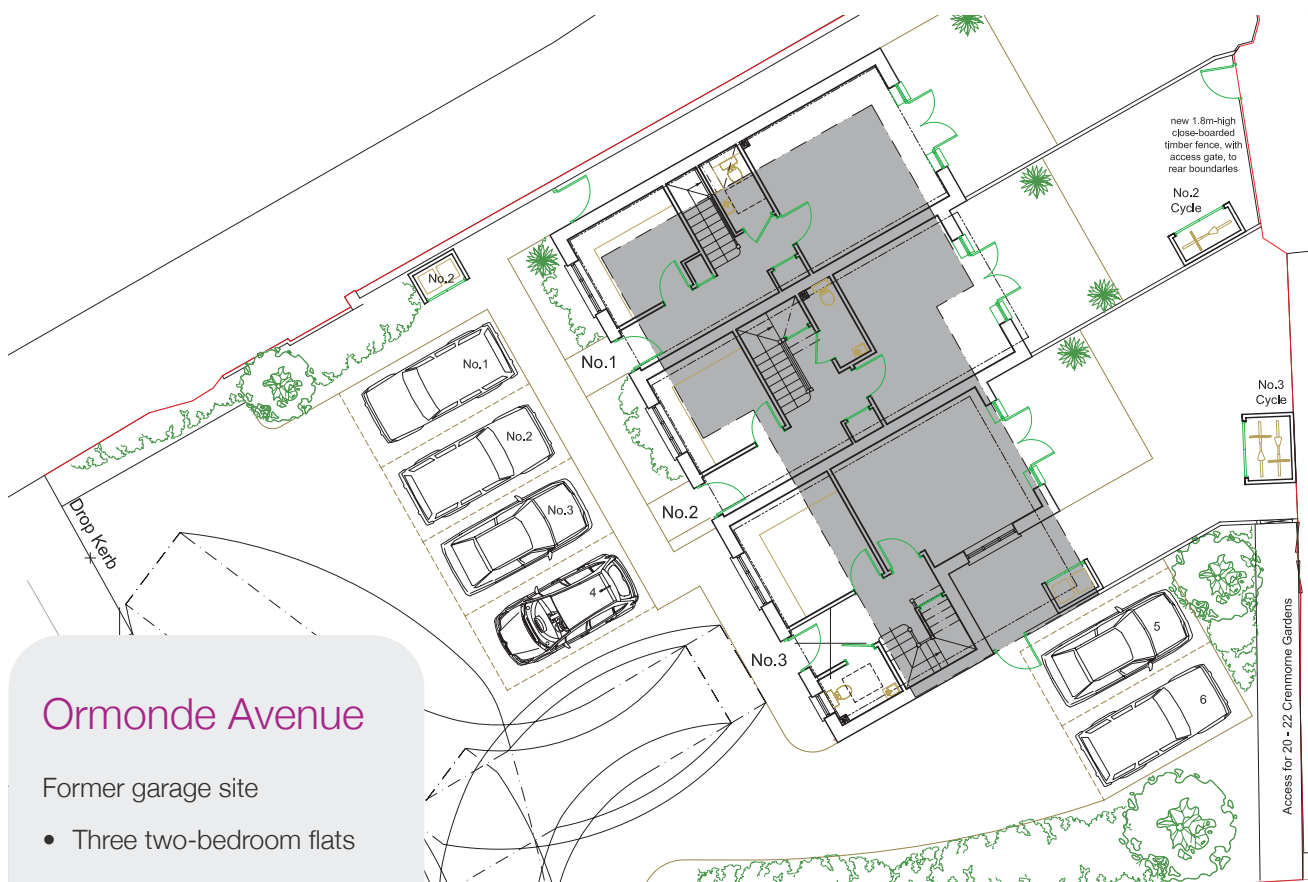 new 1.8m-high
close-boarded
timber fence, with
access gate, to
rear boundaries
No.2
Cycle
No.2
No.1
No.1
No.2
No.3
4
No.2
No.3
Cycle
Drop Kerb
No.3
5
6
Access for 20 - 22 Crenmorne Gardens
Ormonde Avenue
Former garage site
• Three two-bedroom flats